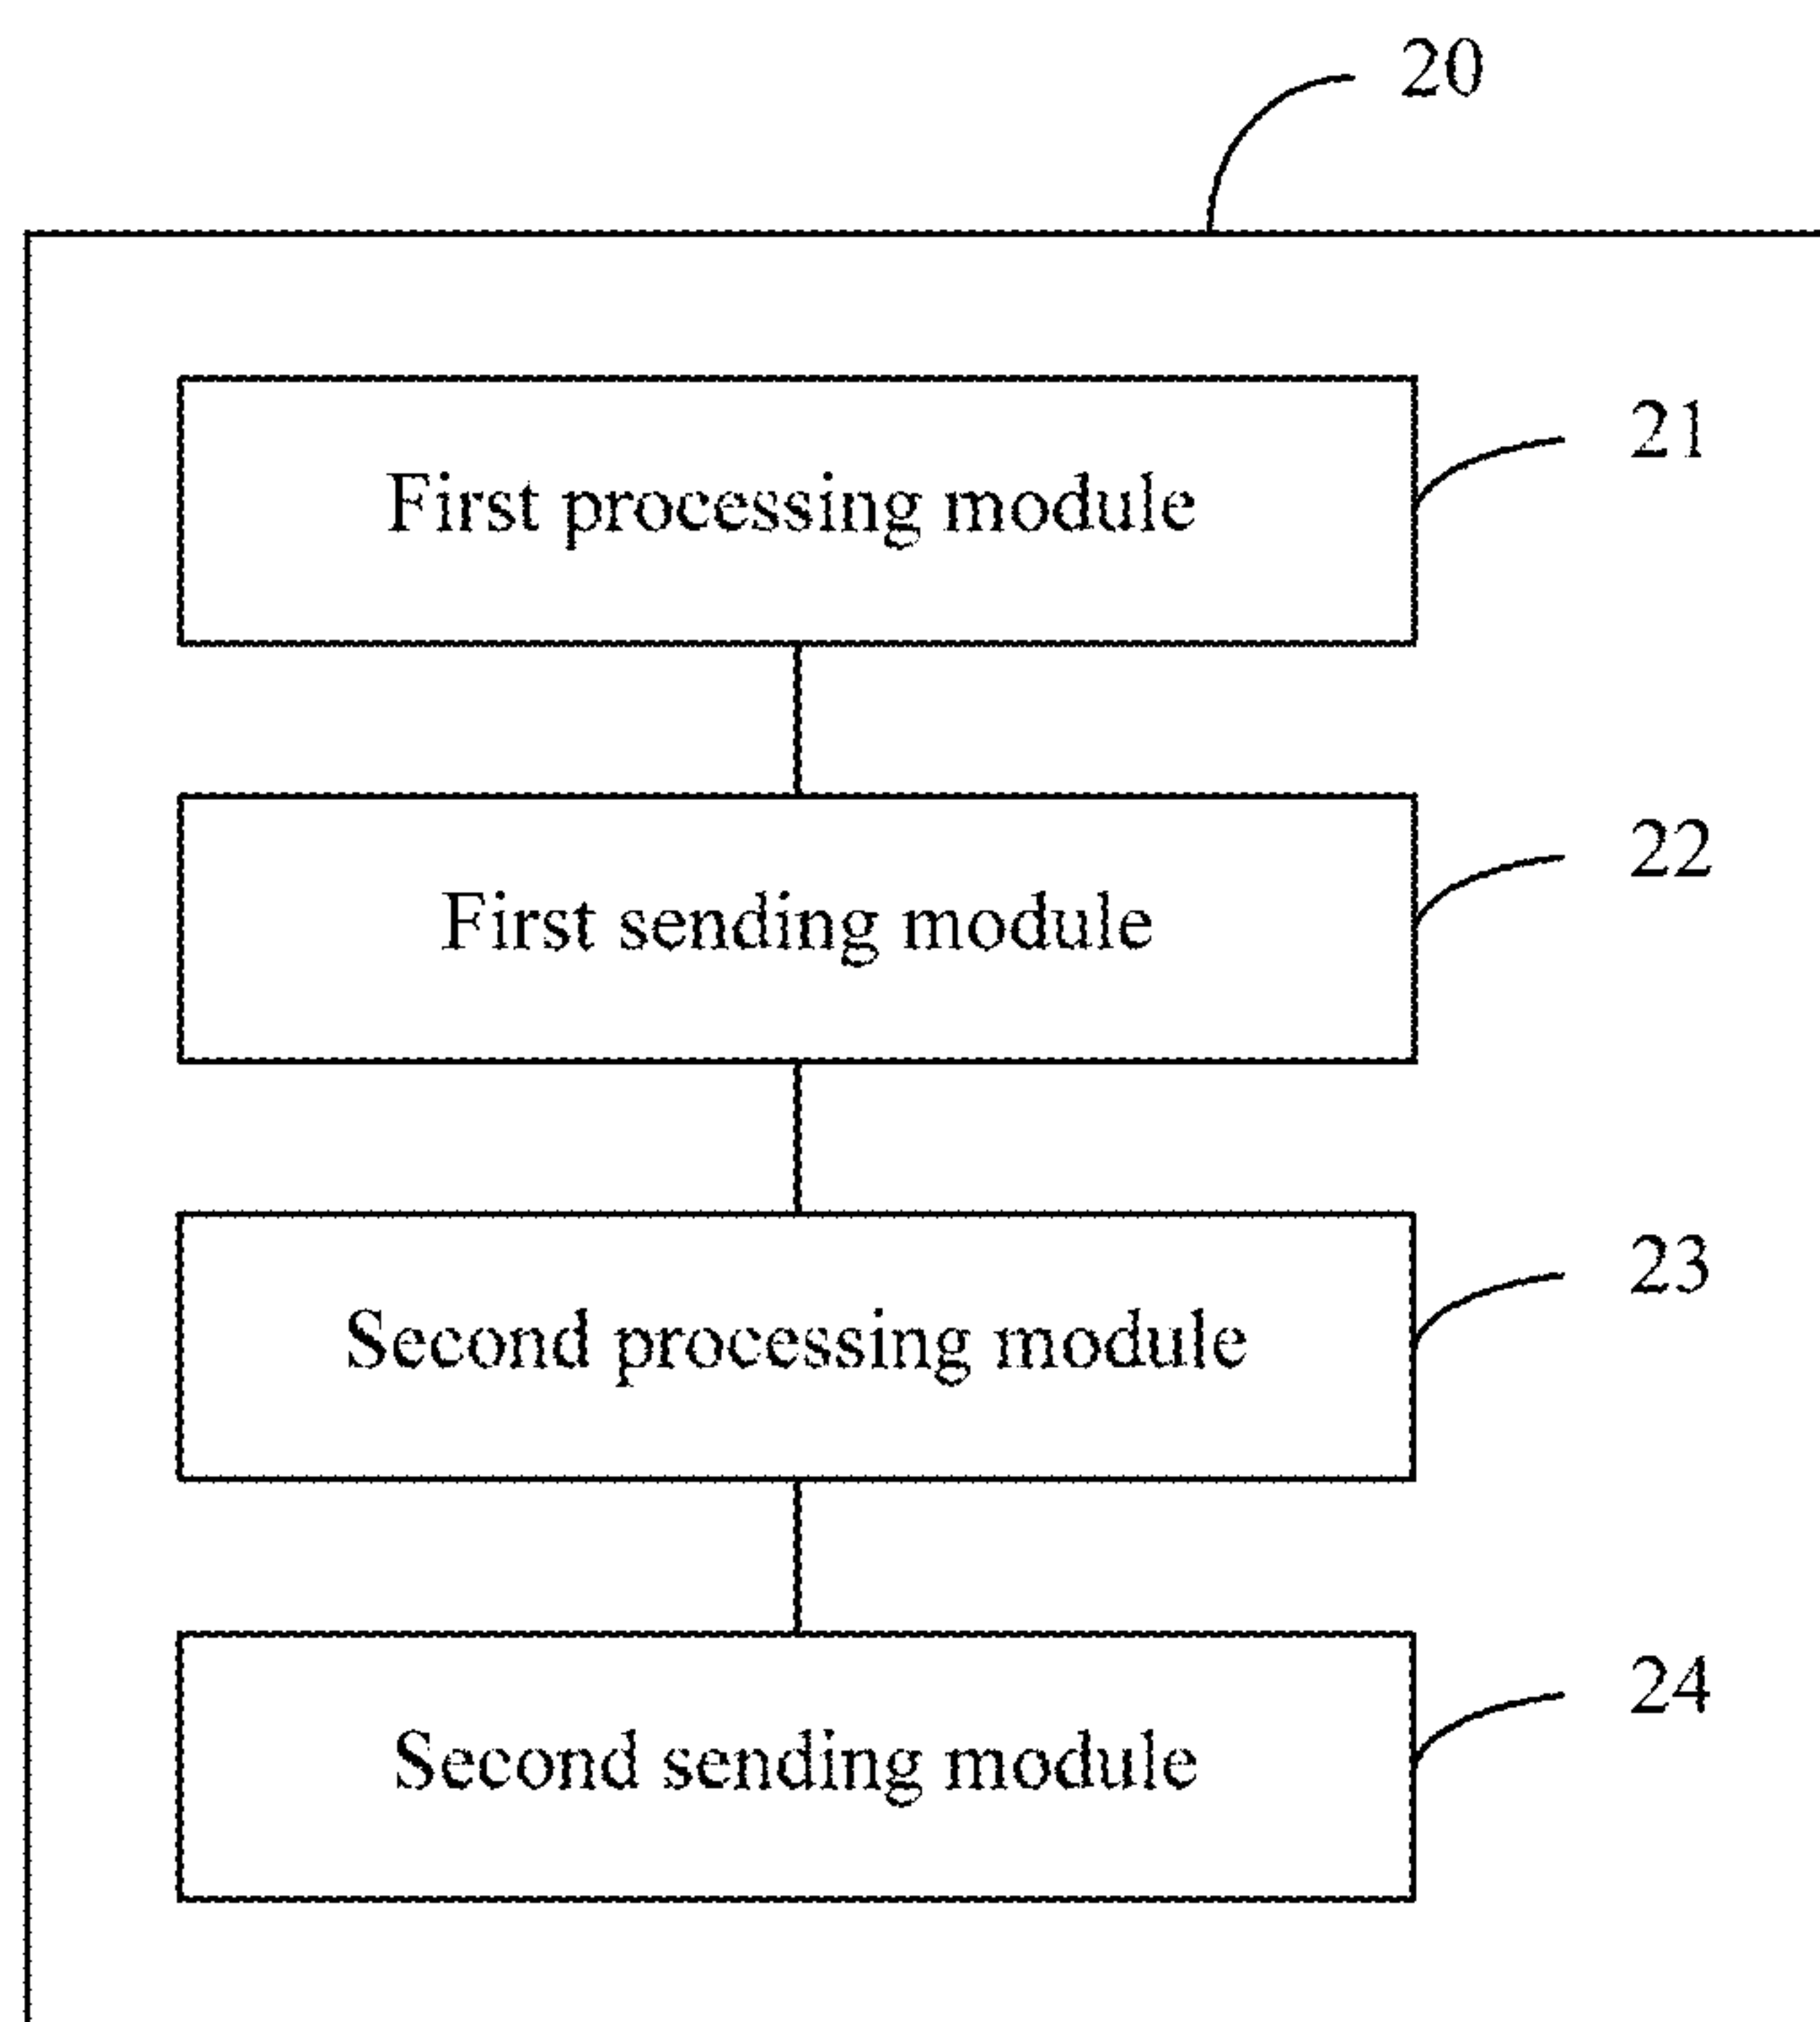 20
First processing module
21
First sending module
22
Second processing module
23
Second sending module
24